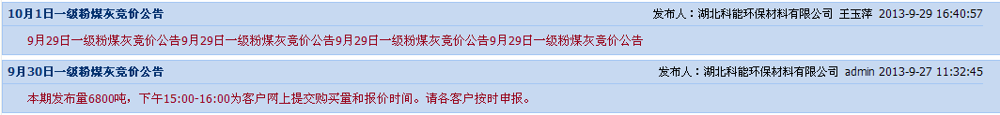 10月1日一级粉煤灰竞价公告 发布人：湖北科能环保材料有限公司 王玉萍 2013-9-29 16:40:57
9月29日一级粉煤灰竞价公告9月29日一级粉煤灰竞价公告9月29日一级粉煤灰竞价公告9月29日一级粉煤灰竞价公告
9月30日一级粉煤灰竞价公告 发布人：湖北科能环保材料有限公司 admin 2013-9-27 11:32:45
本期发布量6800吨，下午15:00-16:00为客户网上提交购买量和报价时间。请各客户按时申报。